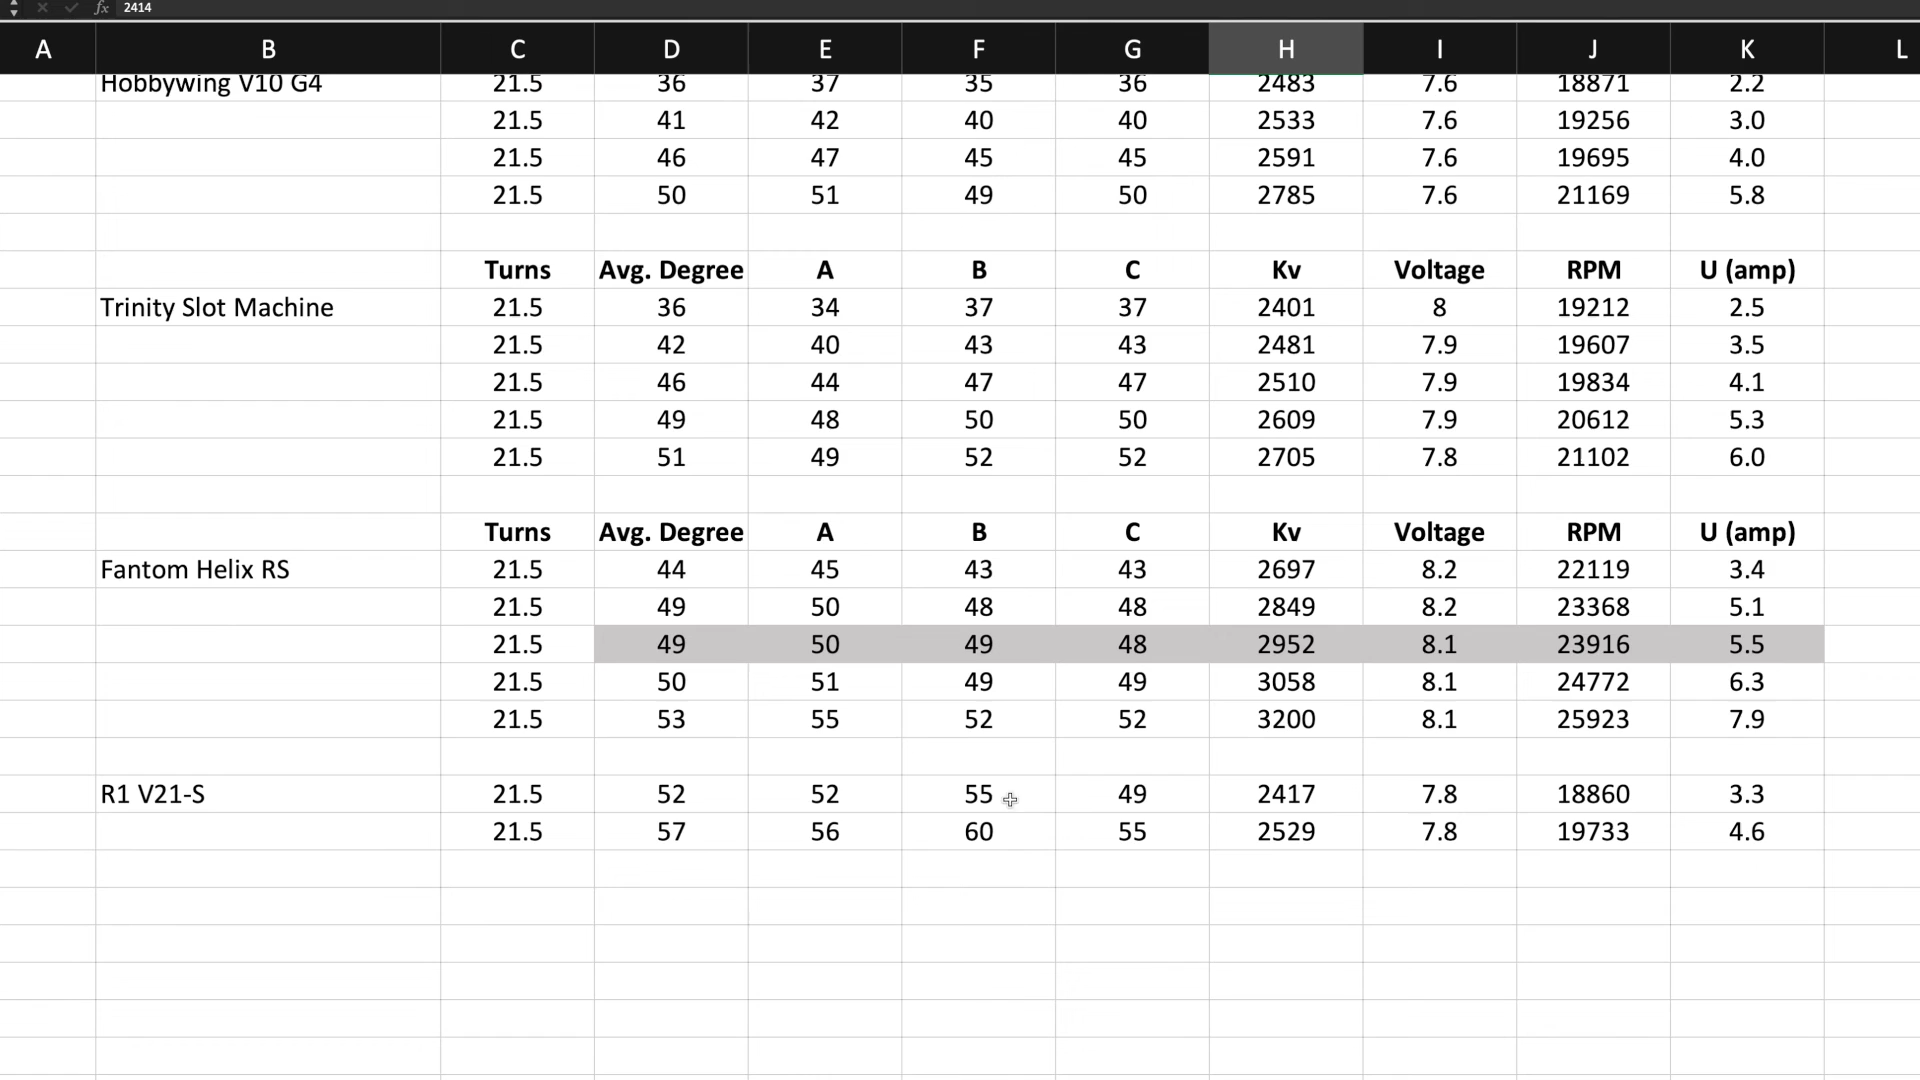 fx 2414
A B C D E F G H I J K L
Hobbywing V10 G4 21.5 36 37 35 36 2483 7.6 18871 2.2
21.5 41 42 40 40 2533 7.6 19256 3.0
21.5 46 47 45 45 2591 7.6 19695 4.0
21.5 50 51 49 50 2785 7.6 21169 5.8
Turns Avg. Degree A B C Kv Voltage RPM U (amp)
Trinity Slot Machine 21.5 36 34 37 37 2401 8 19212 2.5
21.5 42 40 43 43 2481 7.9 19607 3.5
21.5 46 44 47 47 2510 7.9 19834 4.1
21.5 49 48 50 50 2609 7.9 20612 5.3
21.5 51 49 52 52 2705 7.8 21102 6.0
Turns Avg. Degree A B C Kv Voltage RPM U (amp)
Fantom Helix RS 21.5 44 45 43 43 2697 8.2 22119 3.4
21.5 49 50 48 48 2849 8.2 23368 5.1
21.5 49 50 49 48 2952 8.1 23916 5.5
21.5 50 51 49 49 3058 8.1 24772 6.3
21.5 53 55 52 52 3200 8.1 25923 7.9
R1 V21-S 21.5 52 52 55 49 2417 7.8 18860 3.3
21.5 57 56 60 55 2529 7.8 19733 4.6